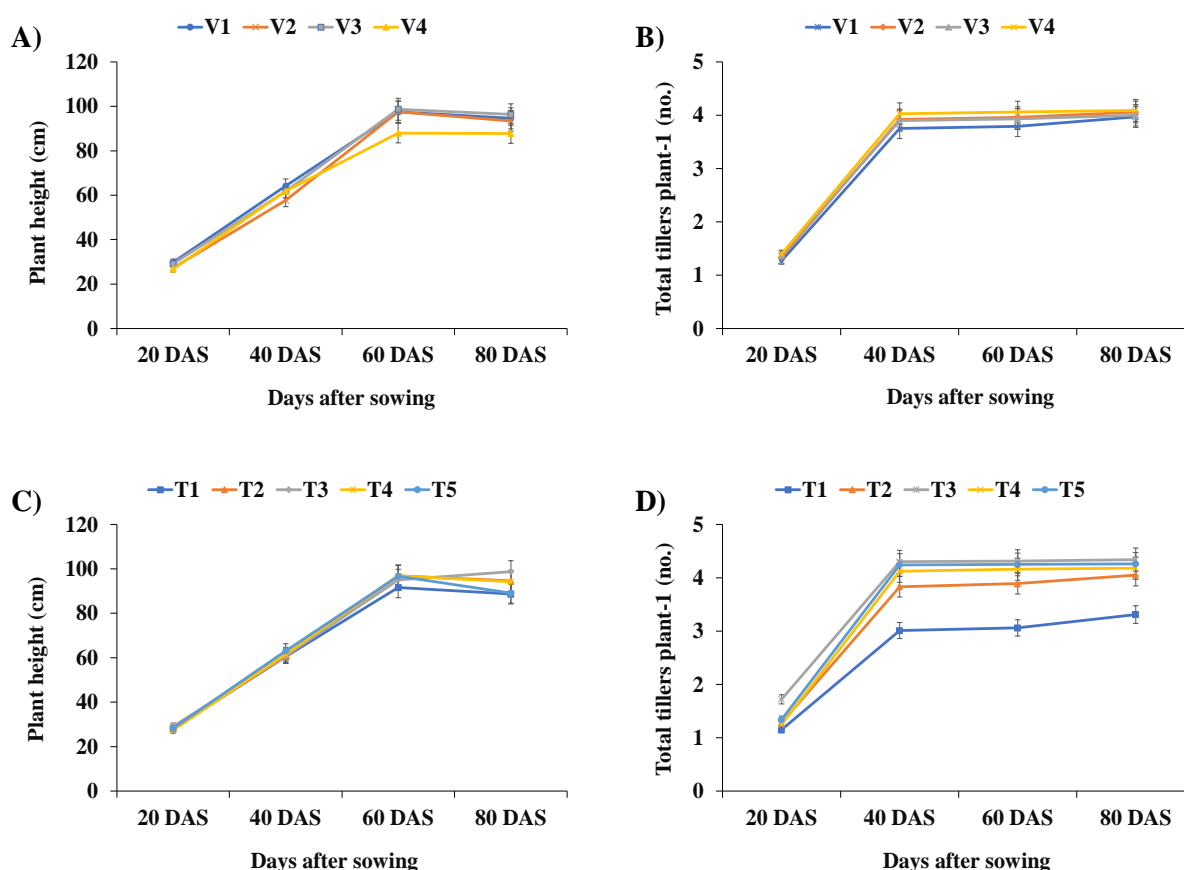 A)
V1 V2 V3 V4
Plant height (cm)
120
100
80
60
40
20
0
20 DAS 40 DAS 60 DAS 80 DAS
Days after sowing
B)
V1 V2 V3 V4
Total tillers plant-1 (no.)
5
4
3
2
1
0
20 DAS 40 DAS 60 DAS 80 DAS
Days after sowing
C)
T1 T2 T3 T4 T5
Plant height (cm)
120
100
80
60
40
20
0
20 DAS 40 DAS 60 DAS 80 DAS
Days after sowing
D)
T1 T2 T3 T4 T5
Total tillers plant-1 (no.)
5
4
3
2
1
0
20 DAS 40 DAS 60 DAS 80 DAS
Days after sowing